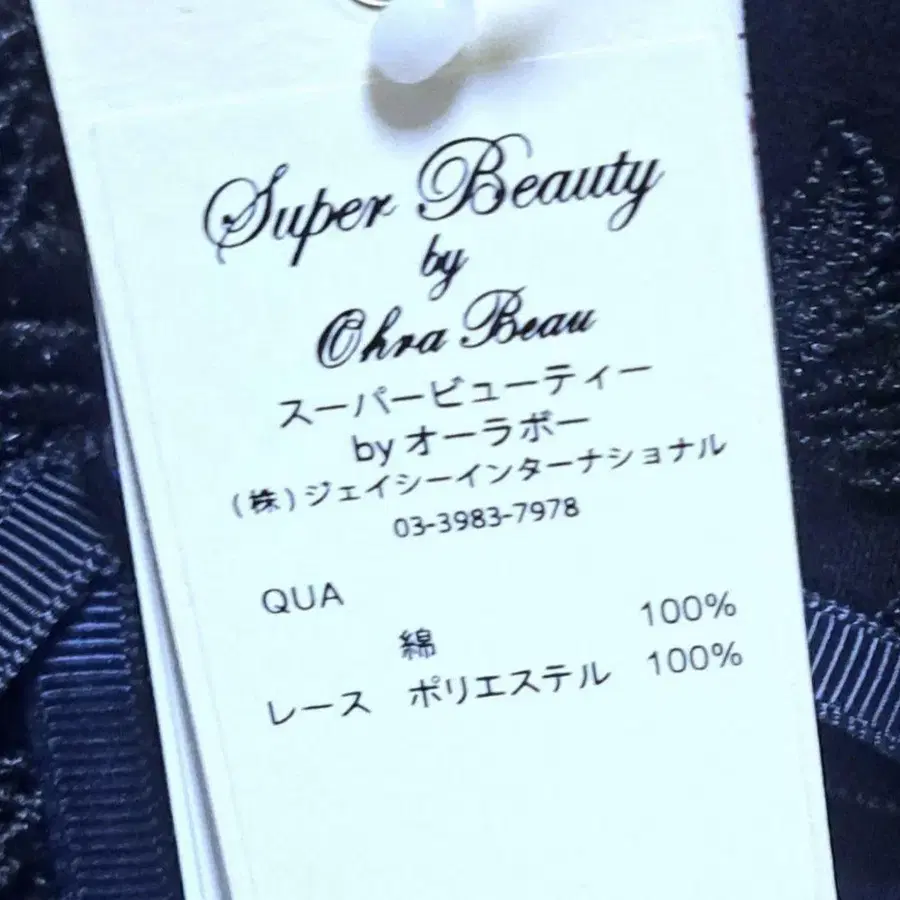 Super Beauty
by
Ohra Beau
スーパービューティー
by オーラボー
(株)ジェイシーインターナショナル
03-3983-7978
QUA
綿 100%
レース ポリエステル 100%